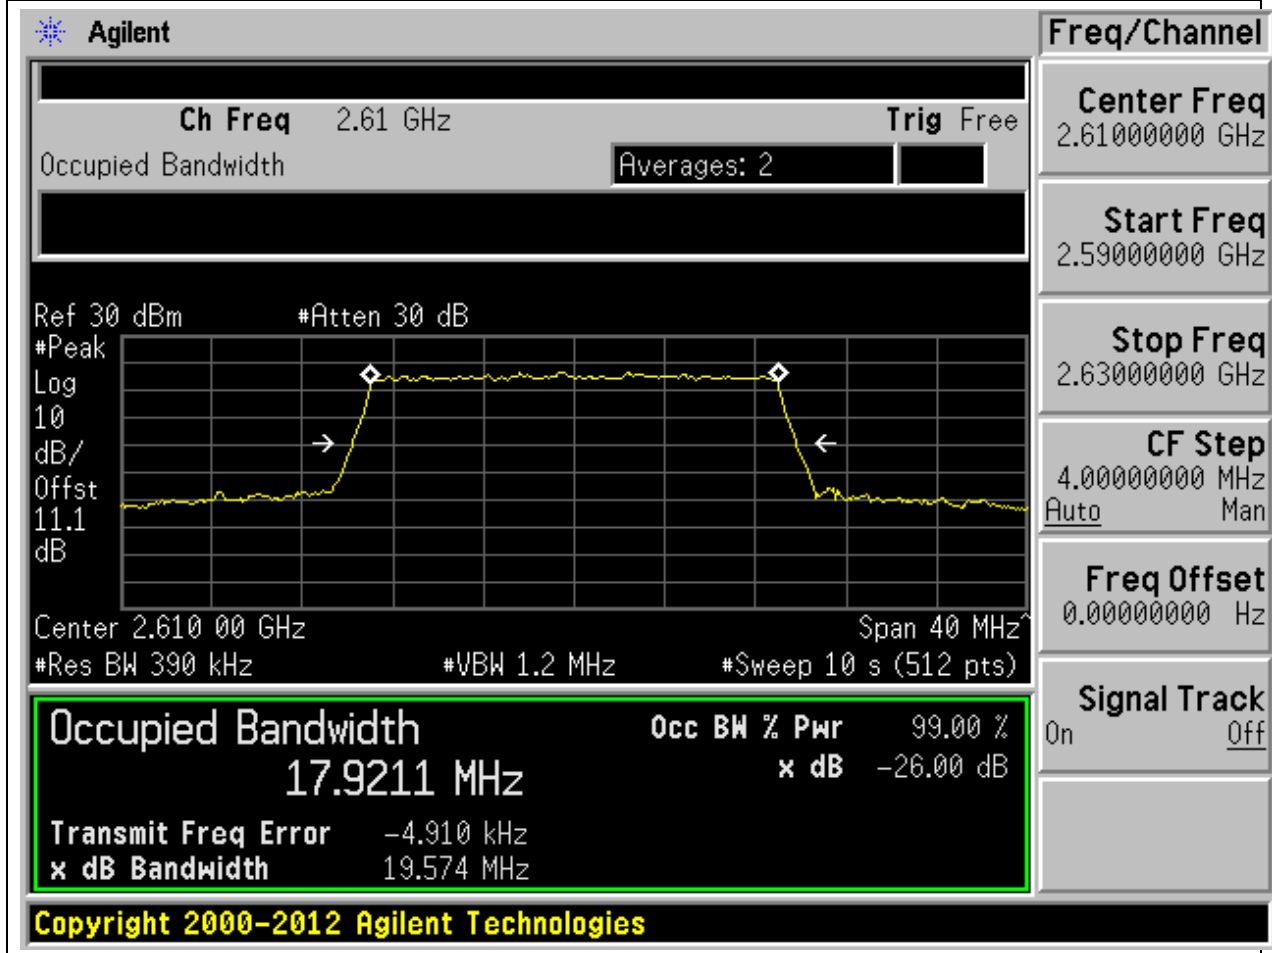 Agilent
Freq/Channel
Ch Freq 2.61 GHz Trig Free
Occupied Bandwidth Averages: 2
Center Freq
2.61000000 GHz
Start Freq
2.59000000 GHz
Stop Freq
2.63000000 GHz
CF Step
4.00000000 MHz
Auto Man
Freq Offset
0.00000000 Hz
Signal Track
On Off
Ref 30 dBm #Atten 30 dB
#Peak
Log
10
dB/
Offst
11.1
dB
Center 2.610 00 GHz Span 40 MHz^
#Res BW 390 kHz #VBW 1.2 MHz #Sweep 10 s (512 pts)
Occupied Bandwidth
17.9211 MHz
Occ BW % Pwr 99.00 %
x dB -26.00 dB
Transmit Freq Error -4.910 kHz
x dB Bandwidth 19.574 MHz
Copyright 2000-2012 Agilent Technologies